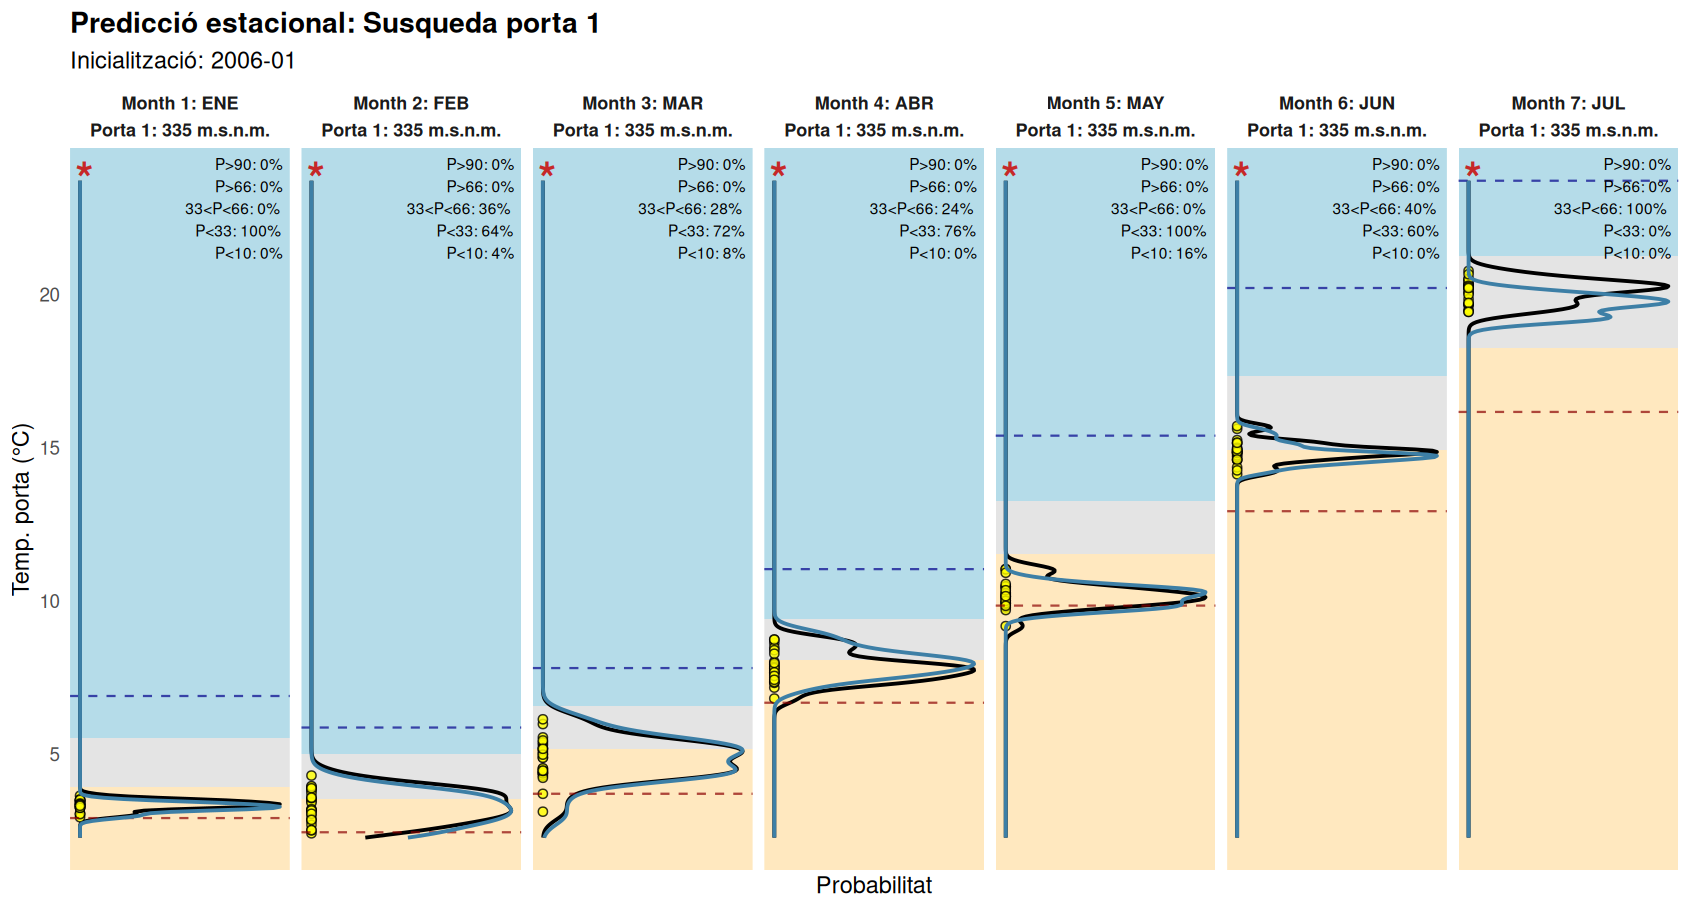 Predicció estacional: Susqueda porta 1
Inicialització: 2006-01
Month 1: ENE
Porta 1: 335 m.s.n.m.
Month 2: FEB
Porta 1: 335 m.s.n.m.
Month 3: MAR
Porta 1: 335 m.s.n.m.
Month 4: ABR
Porta 1: 335 m.s.n.m.
Month 5: MAY
Porta 1: 335 m.s.n.m.
Month 6: JUN
Porta 1: 335 m.s.n.m.
Month 7: JUL
Porta 1: 335 m.s.n.m.
*
P>90: 0%
P>66: 0%
33<P<66: 0%
P<33: 100%
P<10: 0%
*
P>90: 0%
P>66: 0%
33<P<66: 36%
P<33: 64%
P<10: 4%
*
P>90: 0%
P>66: 0%
33<P<66: 28%
P<33: 72%
P<10: 8%
*
P>90: 0%
P>66: 0%
33<P<66: 24%
P<33: 76%
P<10: 0%
*
P>90: 0%
P>66: 0%
33<P<66: 0%
P<33: 100%
P<10: 16%
*
P>90: 0%
P>66: 0%
33<P<66: 40%
P<33: 60%
P<10: 0%
*
P>90: 0%
P>66: 0%
33<P<66: 100%
P<33: 0%
P<10: 0%
20
15
10
5
Temp. porta (°C)
Probabilitat